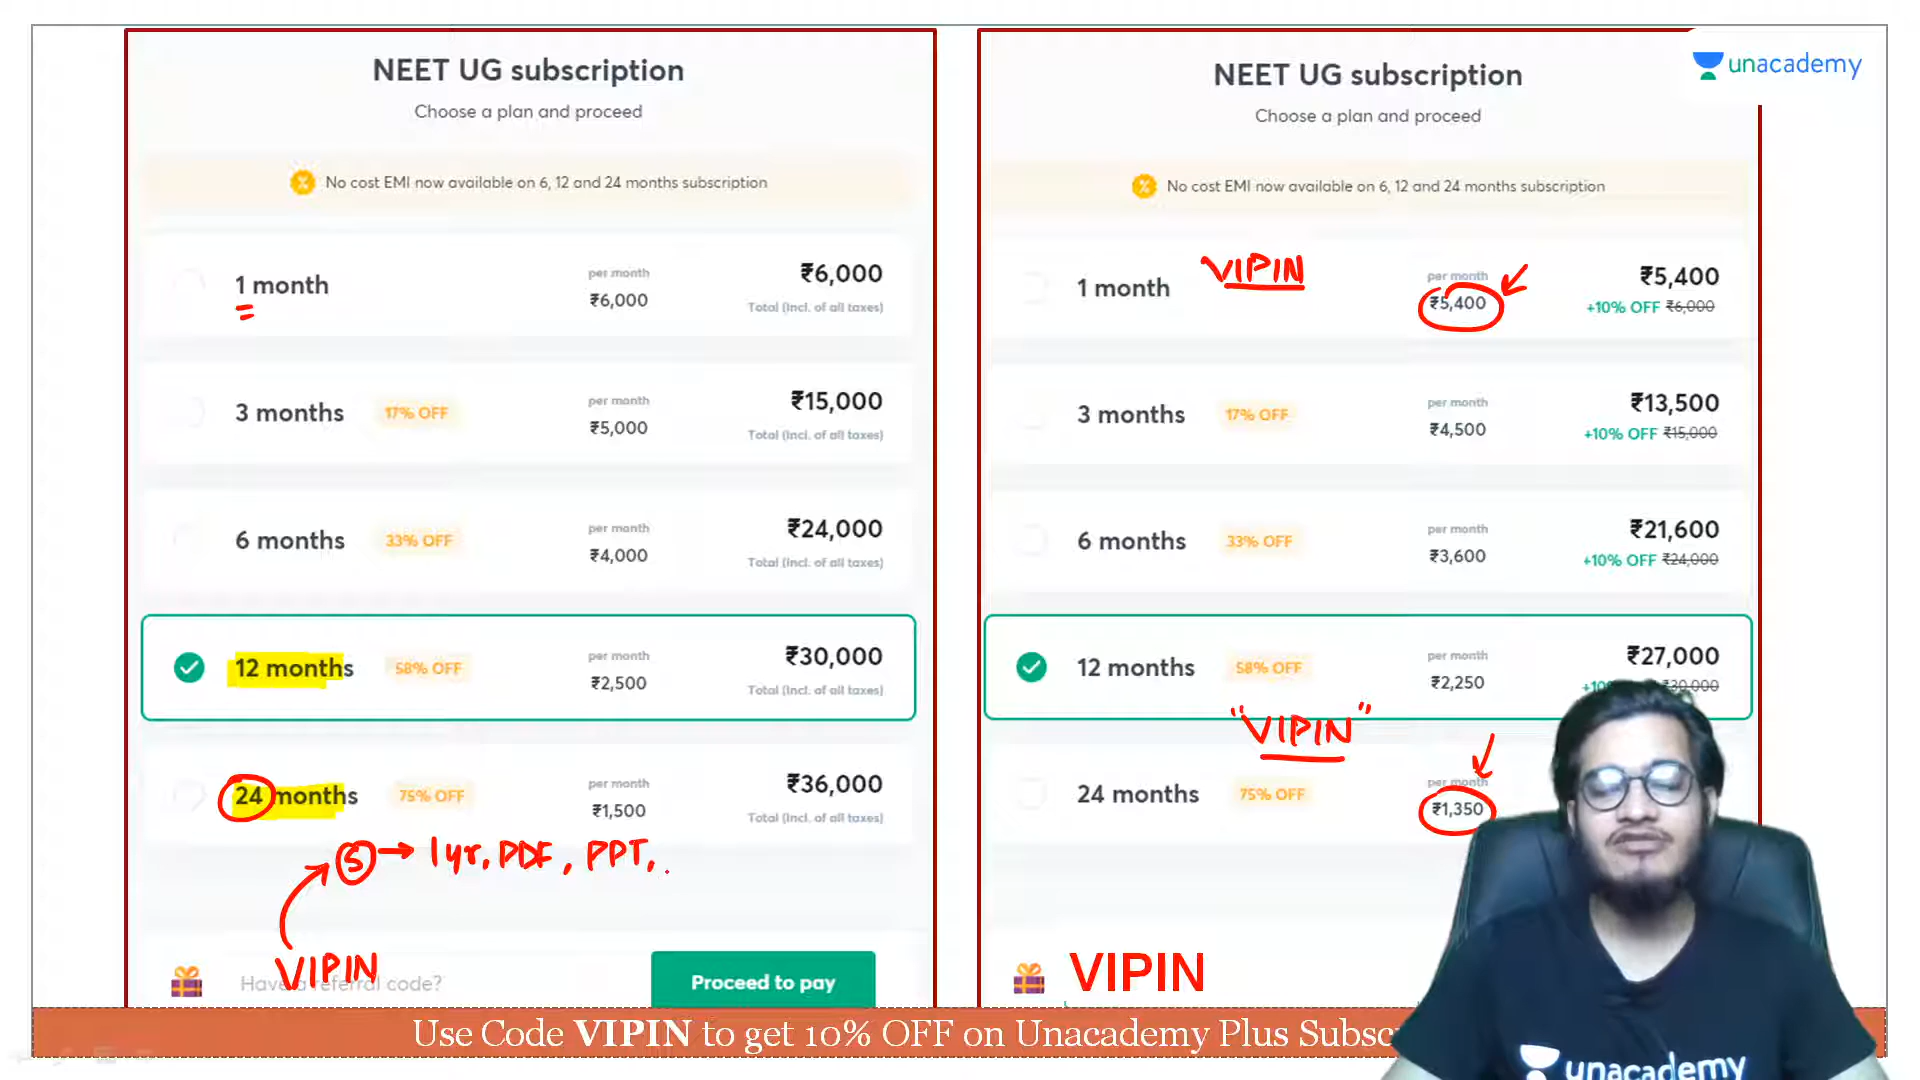 NEET UG subscription
Choose a plan and proceed
No cost EMI now available on 6, 12 and 24 months subscription
1 month
per month
₹6,000
₹6,000
Total (Incl. of all taxes)
3 months
17% OFF
per month
₹5,000
₹15,000
Total (Incl. of all taxes)
6 months
33% OFF
per month
₹4,000
₹24,000
Total (Incl. of all taxes)
12 months
58% OFF
per month
₹2,500
₹30,000
Total (Incl. of all taxes)
24 months
75% OFF
per month
₹1,500
₹36,000
Total (Incl. of all taxes)
1yr, PDF, PPT,
VIPIN
Have a referral code?
Proceed to pay
NEET UG subscription
Choose a plan and proceed
unacademy
No cost EMI now available on 6, 12 and 24 months subscription
1 month
VIPIN
per month
₹5,400
₹5,400
+10% OFF ₹6,000
3 months
17% OFF
per month
₹4,500
₹13,500
+10% OFF ₹15,000
6 months
33% OFF
per month
₹3,600
₹21,600
+10% OFF ₹24,000
12 months
58% OFF
per month
₹2,250
₹27,000
₹30,000
"VIPIN"
24 months
75% OFF
per month
₹1,350
VIPIN
Use Code VIPIN to get 10% OFF on Unacademy Plus
unacademy